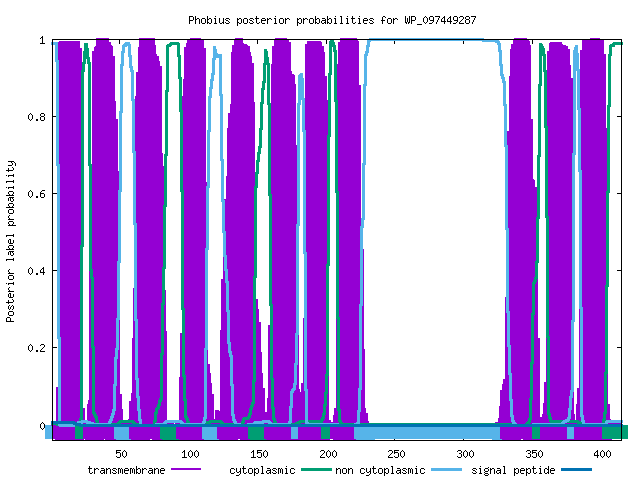 Phobius posterior probabilities for WP_097449287
1
0.8
0.6
0.4
0.2
0
Posterior label probability
50 100 150 200 250 300 350 400
transmembrane cytoplasmic non cytoplasmic signal peptide